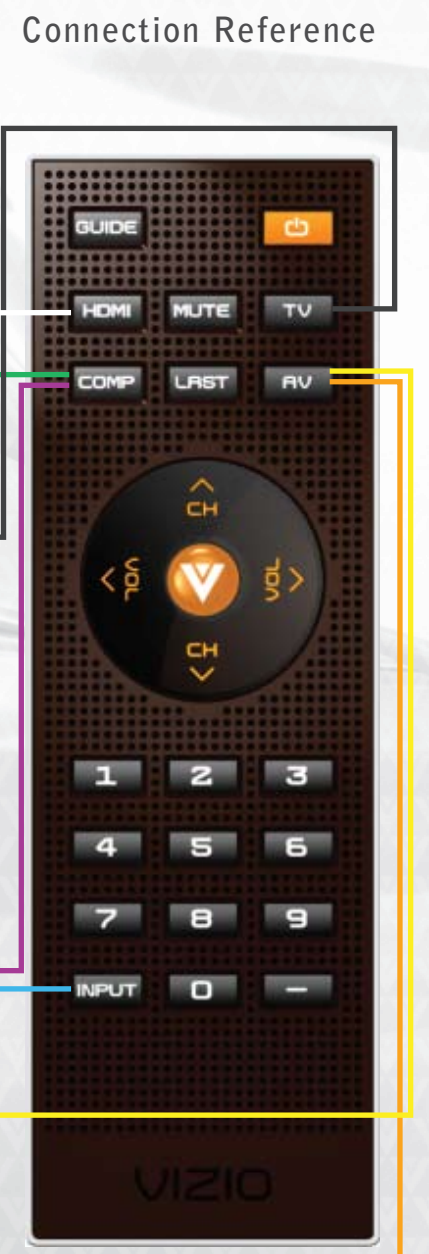 Connection Reference
GUIDE
HDMI MUTE TV
COMP LAST AV
CH
VOL VOL
CH
1 2 3
4 5 6
7 8 9
INPUT 0 –
VIZIO